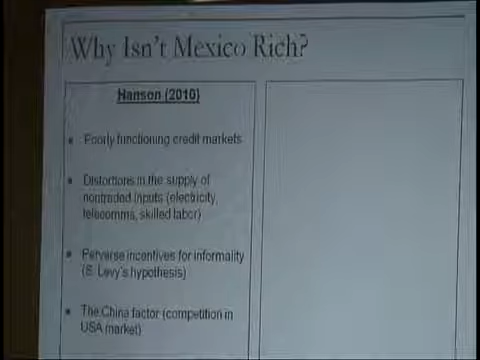 Why Isn't Mexico Rich?
Hanson (2010)
Poorly functioning credit markets
Distortions in the supply of
nontraded inputs (electricity,
telecomms, skilled labor)
Perverse incentives for informality
(S. Levy's hypothesis)
The China factor (competition in
USA market)